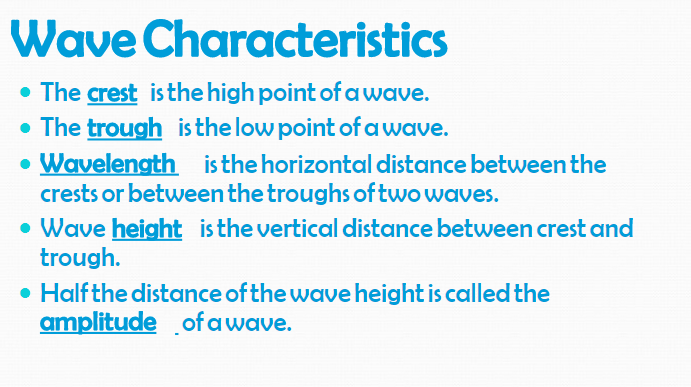 Wave Characteristics
• The crest is the high point of a wave.
• The trough is the low point of a wave.
• Wavelength is the horizontal distance between the
crests or between the troughs of two waves.
• Wave height is the vertical distance between crest and
trough.
• Half the distance of the wave height is called the
amplitude _ of a wave.